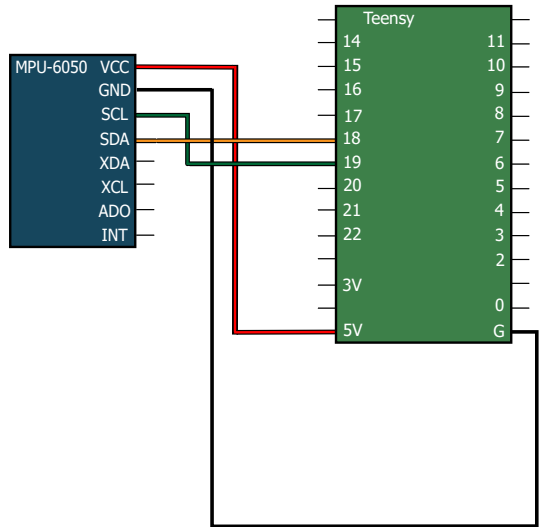 Teensy
14 11
MPU-6050 VCC 15 10
GND 16 9
SCL 17 8
SDA 18 7
XDA 19 6
XCL 20 5
ADO 21 4
INT 22 3
2
3V
0
5V G